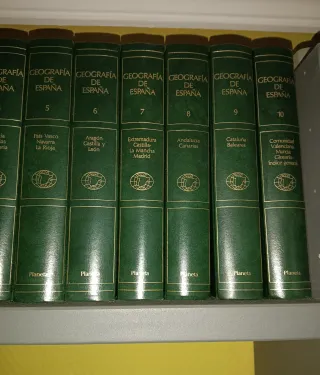 GEOGRAFÍA
DE
ESPAÑA
5
País Vasco
Navarra
La Rioja
Planeta
GEOGRAFÍA
DE
ESPAÑA
6
Aragón
Castilla y
León
Planeta
GEOGRAFÍA
DE
ESPAÑA
7
Extremadura
Castilla-
La Mancha
Madrid
Planeta
GEOGRAFÍA
DE
ESPAÑA
8
Andalucía
Canarias
Planeta
GEOGRAFÍA
DE
ESPAÑA
9
Cataluña
Baleares
Planeta
GEOGRAFÍA
DE
ESPAÑA
10
Comunidad
Valenciana
Murcia
Índice general
Planeta